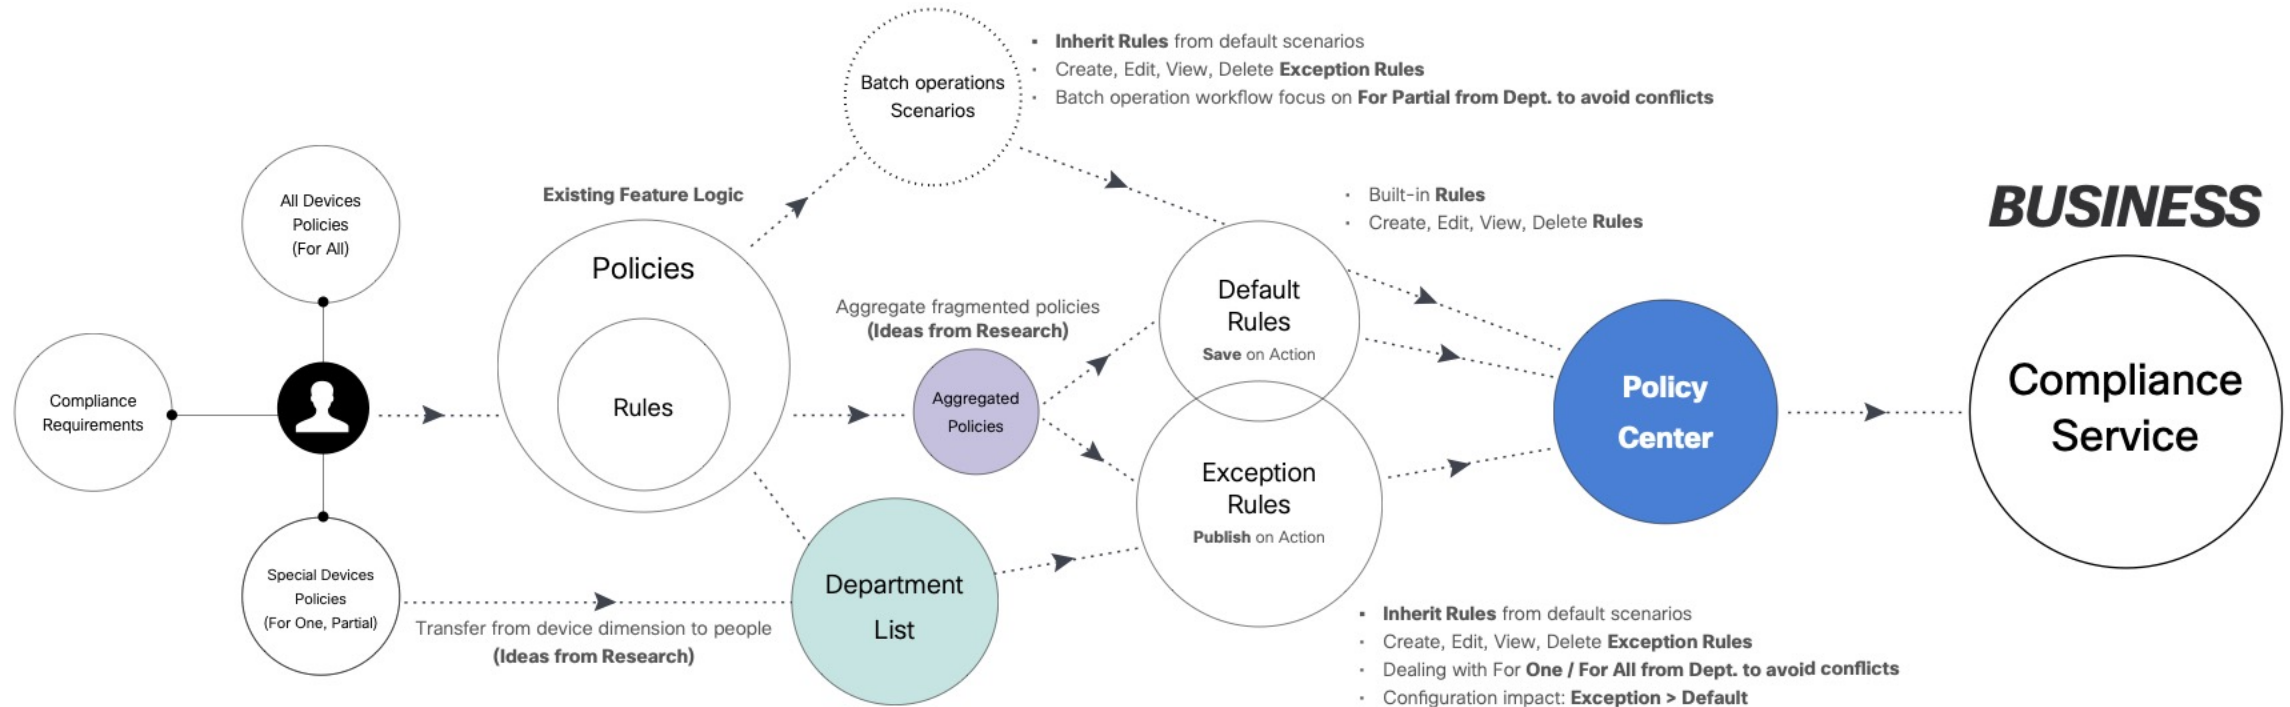 Batch operations
Scenarios
▪ Inherit Rules from default scenarios
· Create, Edit, View, Delete Exception Rules
· Batch operation workflow focus on For Partial from Dept. to avoid conflicts
All Devices
Policies
(For All)
Existing Feature Logic
Policies
Rules
Compliance
Requirements
Special Devices
Policies
(For One, Partial)
Transfer from device dimension to people
(Ideas from Research)
Aggregate fragmented policies
(Ideas from Research)
Aggregated
Policies
Department
List
· Built-in Rules
· Create, Edit, View, Delete Rules
Default
Rules
Save on Action
Exception
Rules
Publish on Action
▪ Inherit Rules from default scenarios
· Create, Edit, View, Delete Exception Rules
· Dealing with For One / For All from Dept. to avoid conflicts
· Configuration impact: Exception > Default
Policy
Center
BUSINESS
Compliance
Service